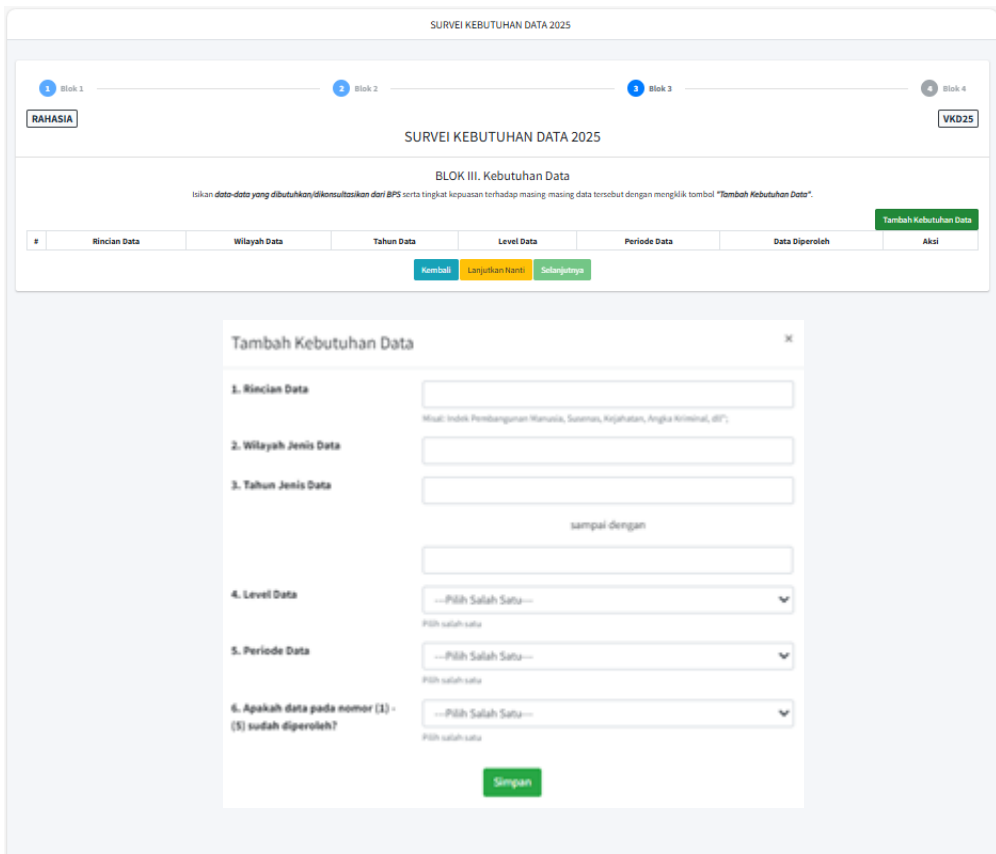 SURVEI KEBUTUHAN DATA 2025
1 Blok 1 2 Blok 2 3 Blok 3 4 Blok 4
RAHASIA VKD25
SURVEI KEBUTUHAN DATA 2025
BLOK III. Kebutuhan Data
Isikan data-data yang dibutuhkan/dikonsultasikan dari BPS serta tingkat kepuasan terhadap masing masing data tersebut dengan mengklik tombol "Tambah Kebutuhan Data".
Tambah Kebutuhan Data
# Rincian Data Wilayah Data Tahun Data Level Data Periode Data Data Diperoleh Aksi
Kembali Lanjutkan Nanti Selanjutnya
Tambah Kebutuhan Data ×
1. Rincian Data
Misal: Indek Pembangunan Manusia, Susenas, Kejahatan, Angka Kriminal, dll";
2. Wilayah Jenis Data
3. Tahun Jenis Data
sampai dengan
4. Level Data
---Pilih Salah Satu---
Pilih salah satu
5. Periode Data
---Pilih Salah Satu---
Pilih salah satu
6. Apakah data pada nomor (1) -
(5) sudah diperoleh?
---Pilih Salah Satu---
Pilih salah satu
Simpan